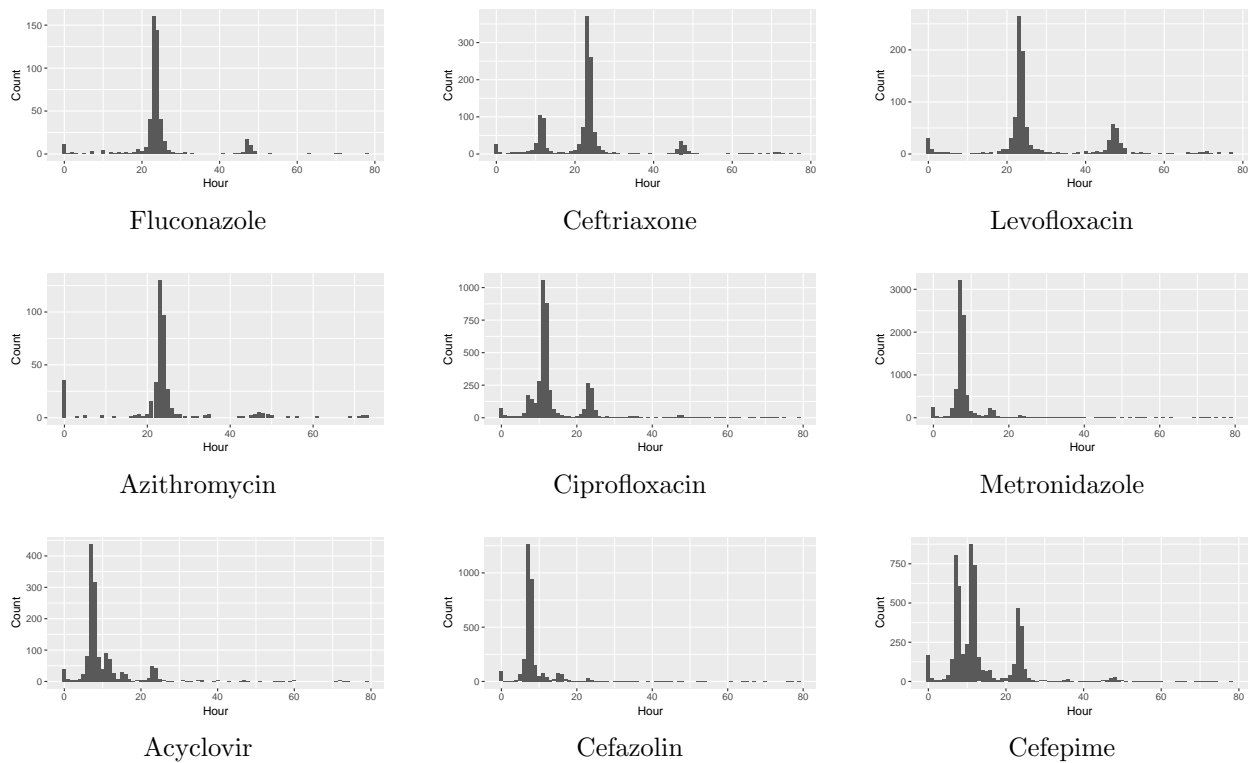 Count
150
100
50
0
0 20 40 60 80
Hour
Fluconazole
Count
300
200
100
0
0 20 40 60 80
Hour
Ceftriaxone
Count
200
100
0
0 20 40 60 80
Hour
Levofloxacin
Count
100
50
0
0 20 40 60
Hour
Azithromycin
Count
1000
750
500
250
0
0 20 40 60 80
Hour
Ciprofloxacin
Count
3000
2000
1000
0
0 20 40 60 80
Hour
Metronidazole
Count
400
300
200
100
0
0 20 40 60 80
Hour
Acyclovir
Count
1000
500
0
0 20 40 60 80
Hour
Cefazolin
Count
750
500
250
0
0 20 40 60 80
Hour
Cefepime